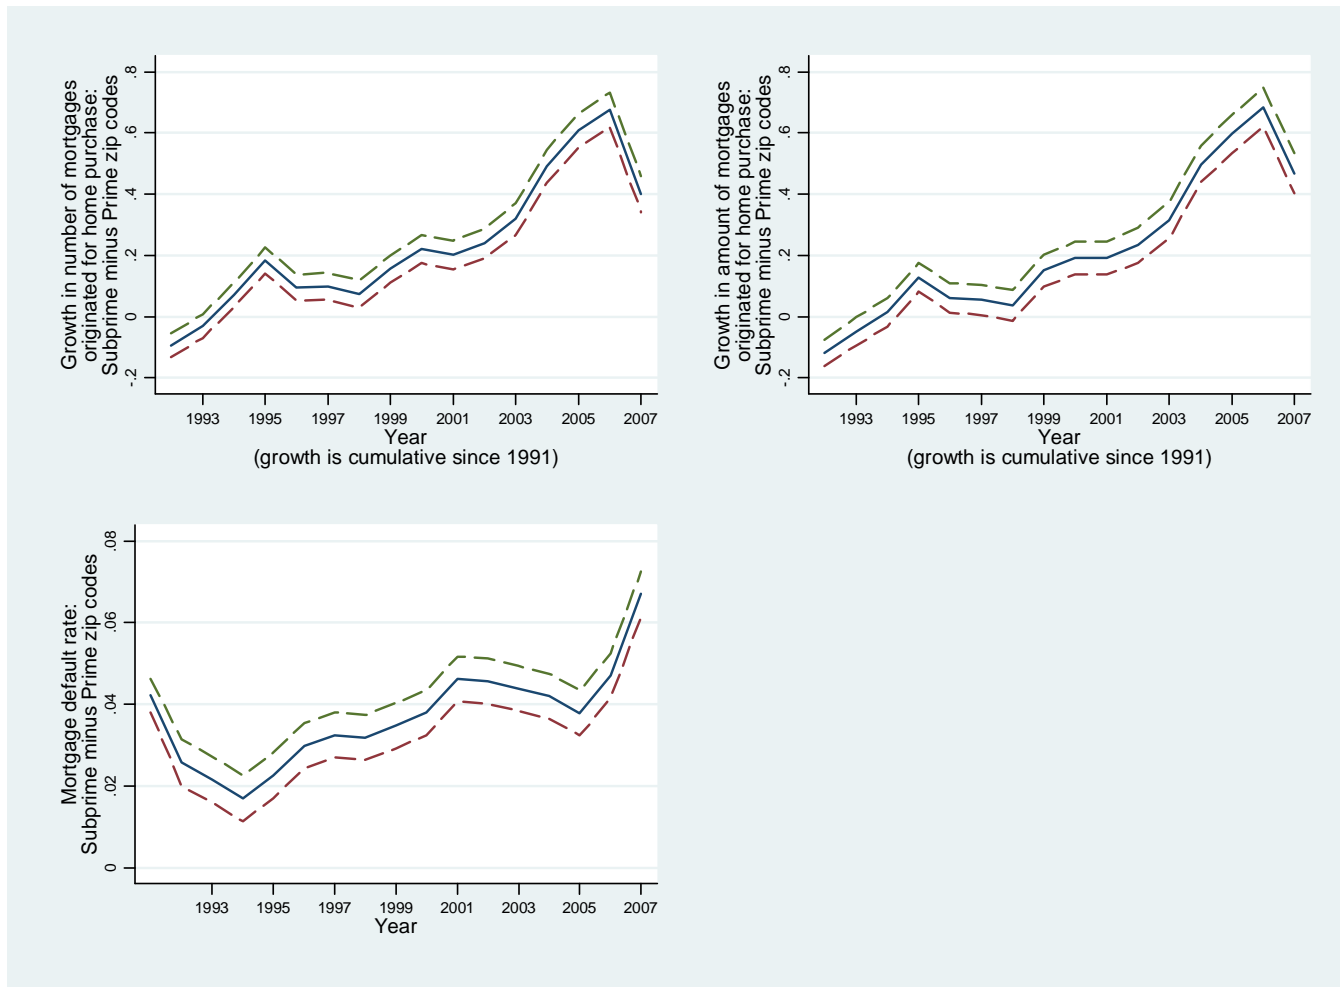 Growth in number of mortgages
originated for home purchase:
Subprime minus Prime zip codes
.8
.6
.4
.2
0
-.2
1993 1995 1997 1999 2001 2003 2005 2007
Year
(growth is cumulative since 1991)
Growth in amount of mortgages
originated for home purchase:
Subprime minus Prime zip codes
.8
.6
.4
.2
0
-.2
1993 1995 1997 1999 2001 2003 2005 2007
Year
(growth is cumulative since 1991)
Mortgage default rate:
Subprime minus Prime zip codes
.08
.06
.04
.02
0
1993 1995 1997 1999 2001 2003 2005 2007
Year